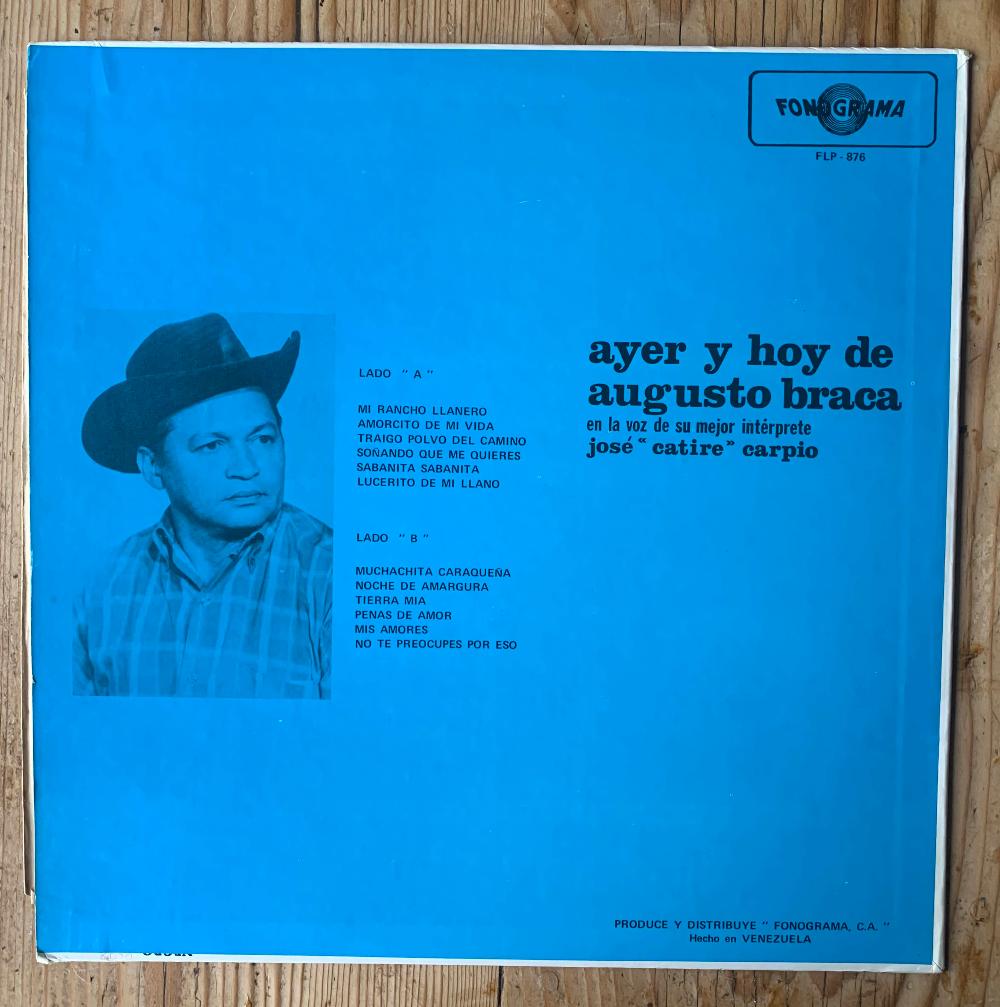 FONOGRAMA
FLP - 876
ayer y hoy de
augusto braca
en la voz de su mejor intérprete
josé “ catire ” carpio
LADO " A "
MI RANCHO LLANERO
AMORCITO DE MI VIDA
TRAIGO POLVO DEL CAMINO
SOÑANDO QUE ME QUIERES
SABANITA SABANITA
LUCERITO DE MI LLANO
LADO " B "
MUCHACHITA CARAQUEÑA
NOCHE DE AMARGURA
TIERRA MIA
PENAS DE AMOR
MIS AMORES
NO TE PREOCUPES POR ESO
PRODUCE Y DISTRIBUYE " FONOGRAMA, C.A. "
Hecho en VENEZUELA